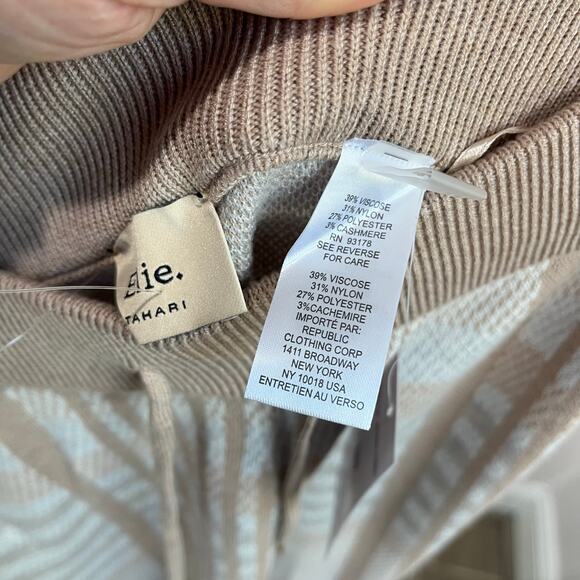 Elie.
TAHARI
39% VISCOSE
31% NYLON
27% POLYESTER
3% CASHMERE
RN 93178
SEE REVERSE
FOR CARE
39% VISCOSE
31% NYLON
27% POLYESTER
3%CACHEMIRE
IMPORTÉ PAR:
REPUBLIC
CLOTHING CORP
1411 BROADWAY
NEW YORK
NY 10018 USA
ENTRETIEN AU VERSO